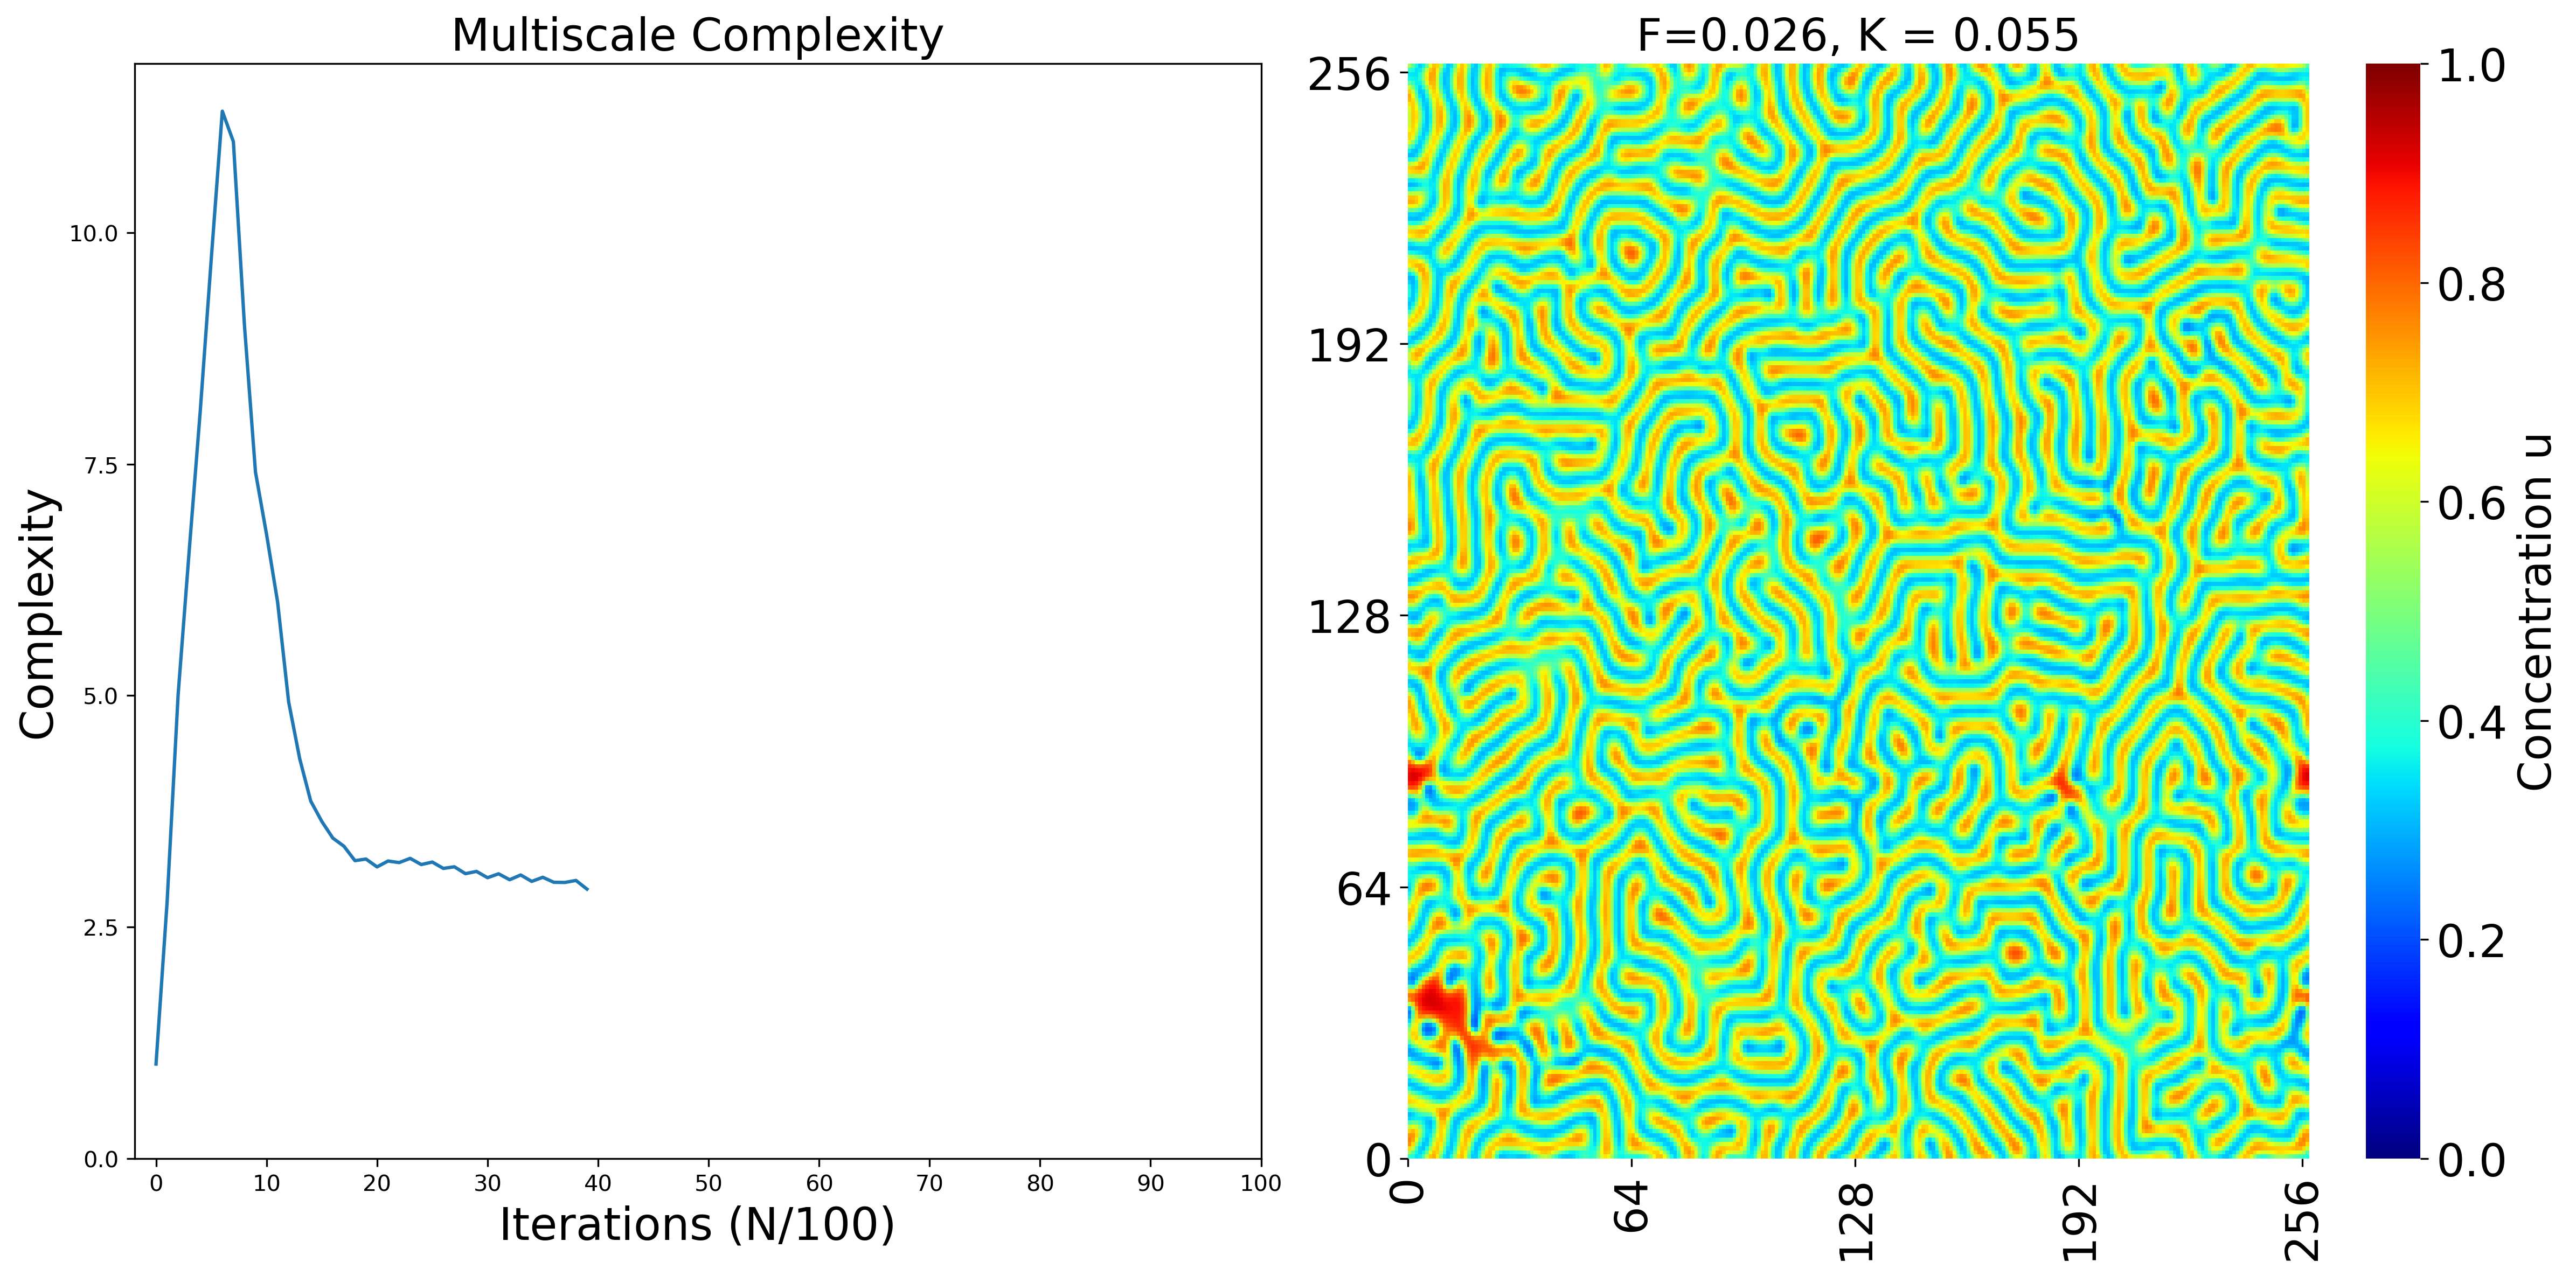 Multiscale Complexity
10.0
7.5
5.0
2.5
0.0
Complexity
0 10 20 30 40 50 60 70 80 90 100
Iterations (N/100)
F=0.026, K = 0.055
256
192
128
64
0
0 64 128 192 256
1.0
0.8
0.6
0.4
0.2
0.0
Concentration u